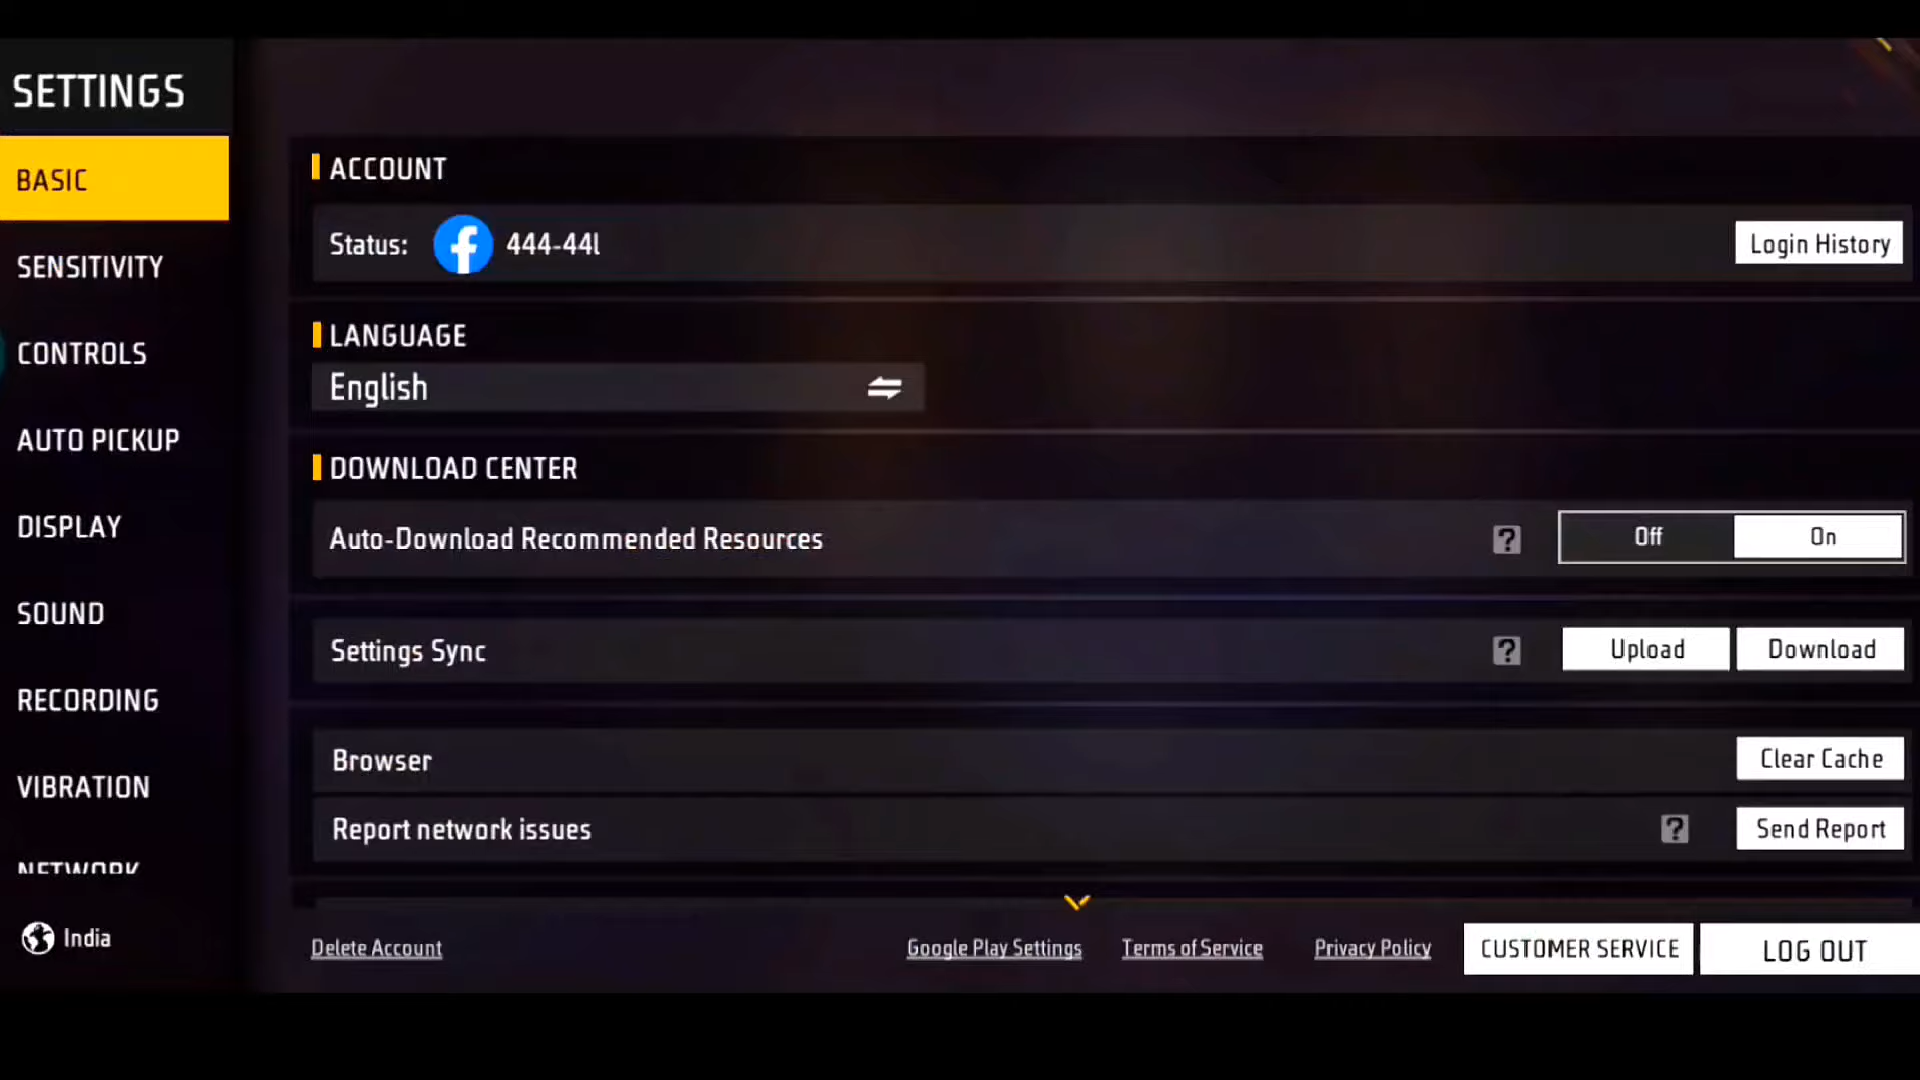 SETTINGS
BASIC
SENSITIVITY
CONTROLS
AUTO PICKUP
DISPLAY
SOUND
RECORDING
VIBRATION
NETWORK
India
ACCOUNT
Status: 444-44l Login History
LANGUAGE
English
DOWNLOAD CENTER
Auto-Download Recommended Resources ? Off On
Settings Sync ? Upload Download
Browser Clear Cache
Report network issues ? Send Report
Delete Account Google Play Settings Terms of Service Privacy Policy CUSTOMER SERVICE LOG OUT